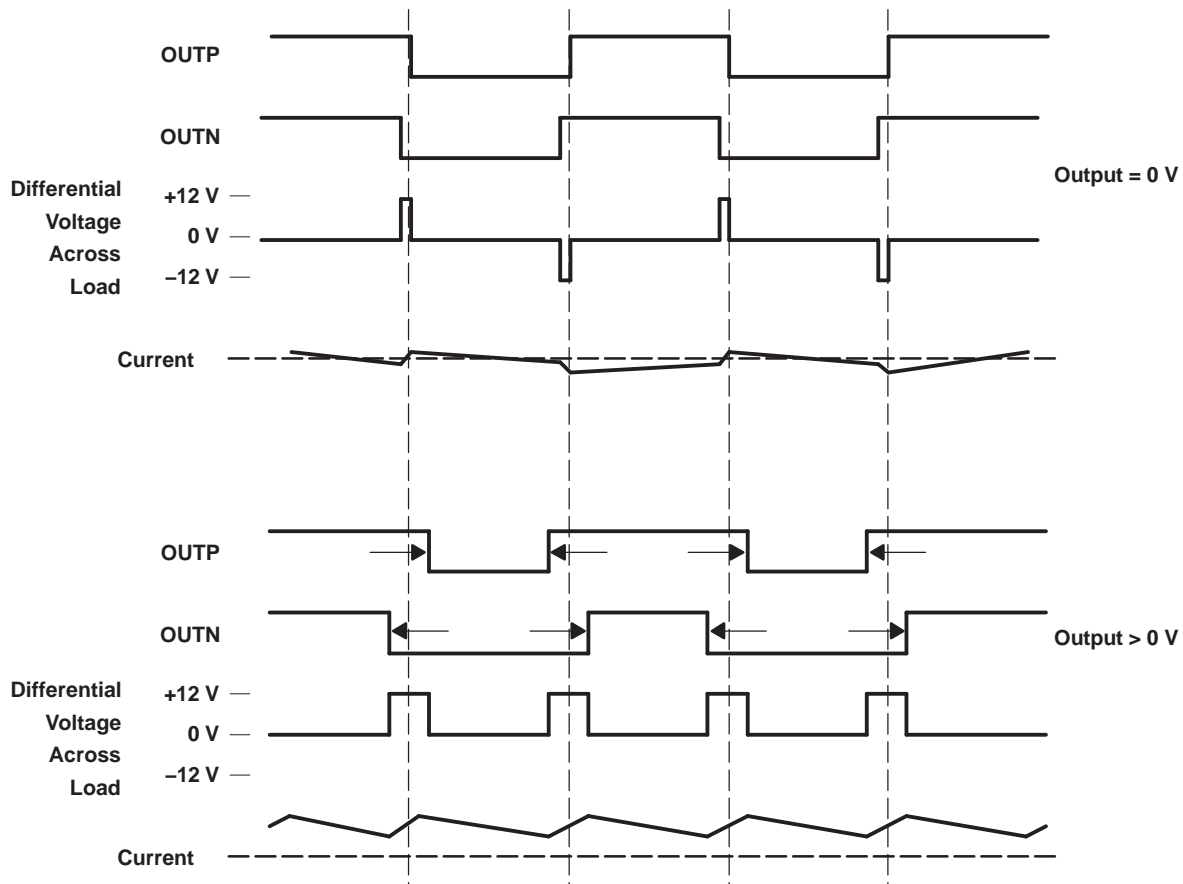 OUTP
OUTN
Output = 0 V
Differential
Voltage
Across
Load
+12 V
0 V
–12 V
Current
OUTP
OUTN
Output > 0 V
Differential
Voltage
Across
Load
+12 V
0 V
–12 V
Current